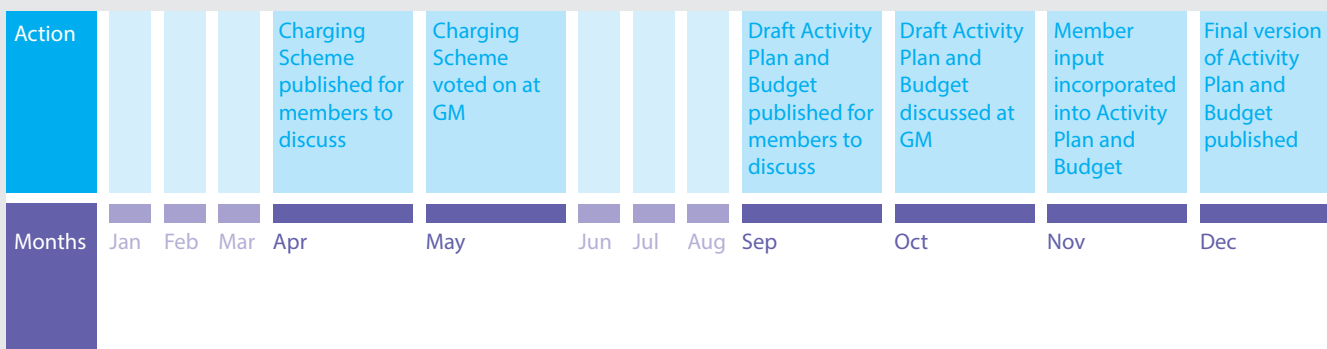 Action
Charging
Scheme
published for
members to
discuss
Charging
Scheme
voted on at
GM
Draft Activity
Plan and
Budget
published for
members to
discuss
Draft Activity
Plan and
Budget
discussed at
GM
Member
input
incorporated
into Activity
Plan and
Budget
Final version
of Activity
Plan and
Budget
published
Months Jan Feb Mar Apr May Jun Jul Aug Sep Oct Nov Dec